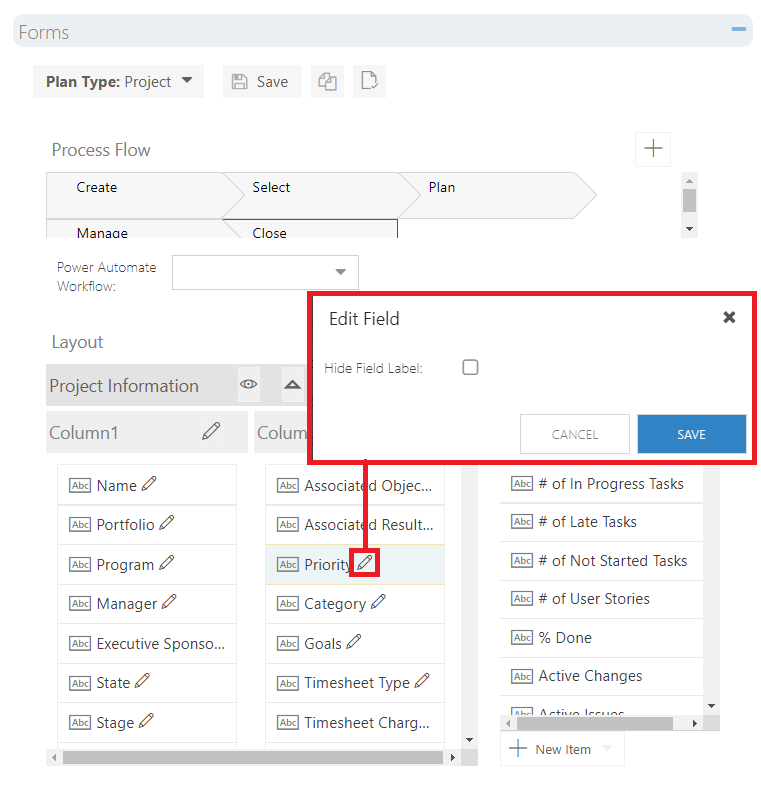 Forms
Plan Type: Project
Save
Process Flow
Create
Select
Plan
Manage
Close
Power Automate
Workflow:
Edit Field
Hide Field Label:
CANCEL
SAVE
Layout
Project Information
Column1
Colum
Abc Name
Abc Portfolio
Abc Program
Abc Manager
Abc Executive Sponso...
Abc State
Abc Stage
Abc Associated Objec...
Abc Associated Result...
Abc Priority
Abc Category
Abc Goals
Abc Timesheet Type
Abc Timesheet Charg...
Abc # of In Progress Tasks
Abc # of Late Tasks
Abc # of Not Started Tasks
Abc # of User Stories
Abc % Done
Abc Active Changes
Abc Active Issues
New Item